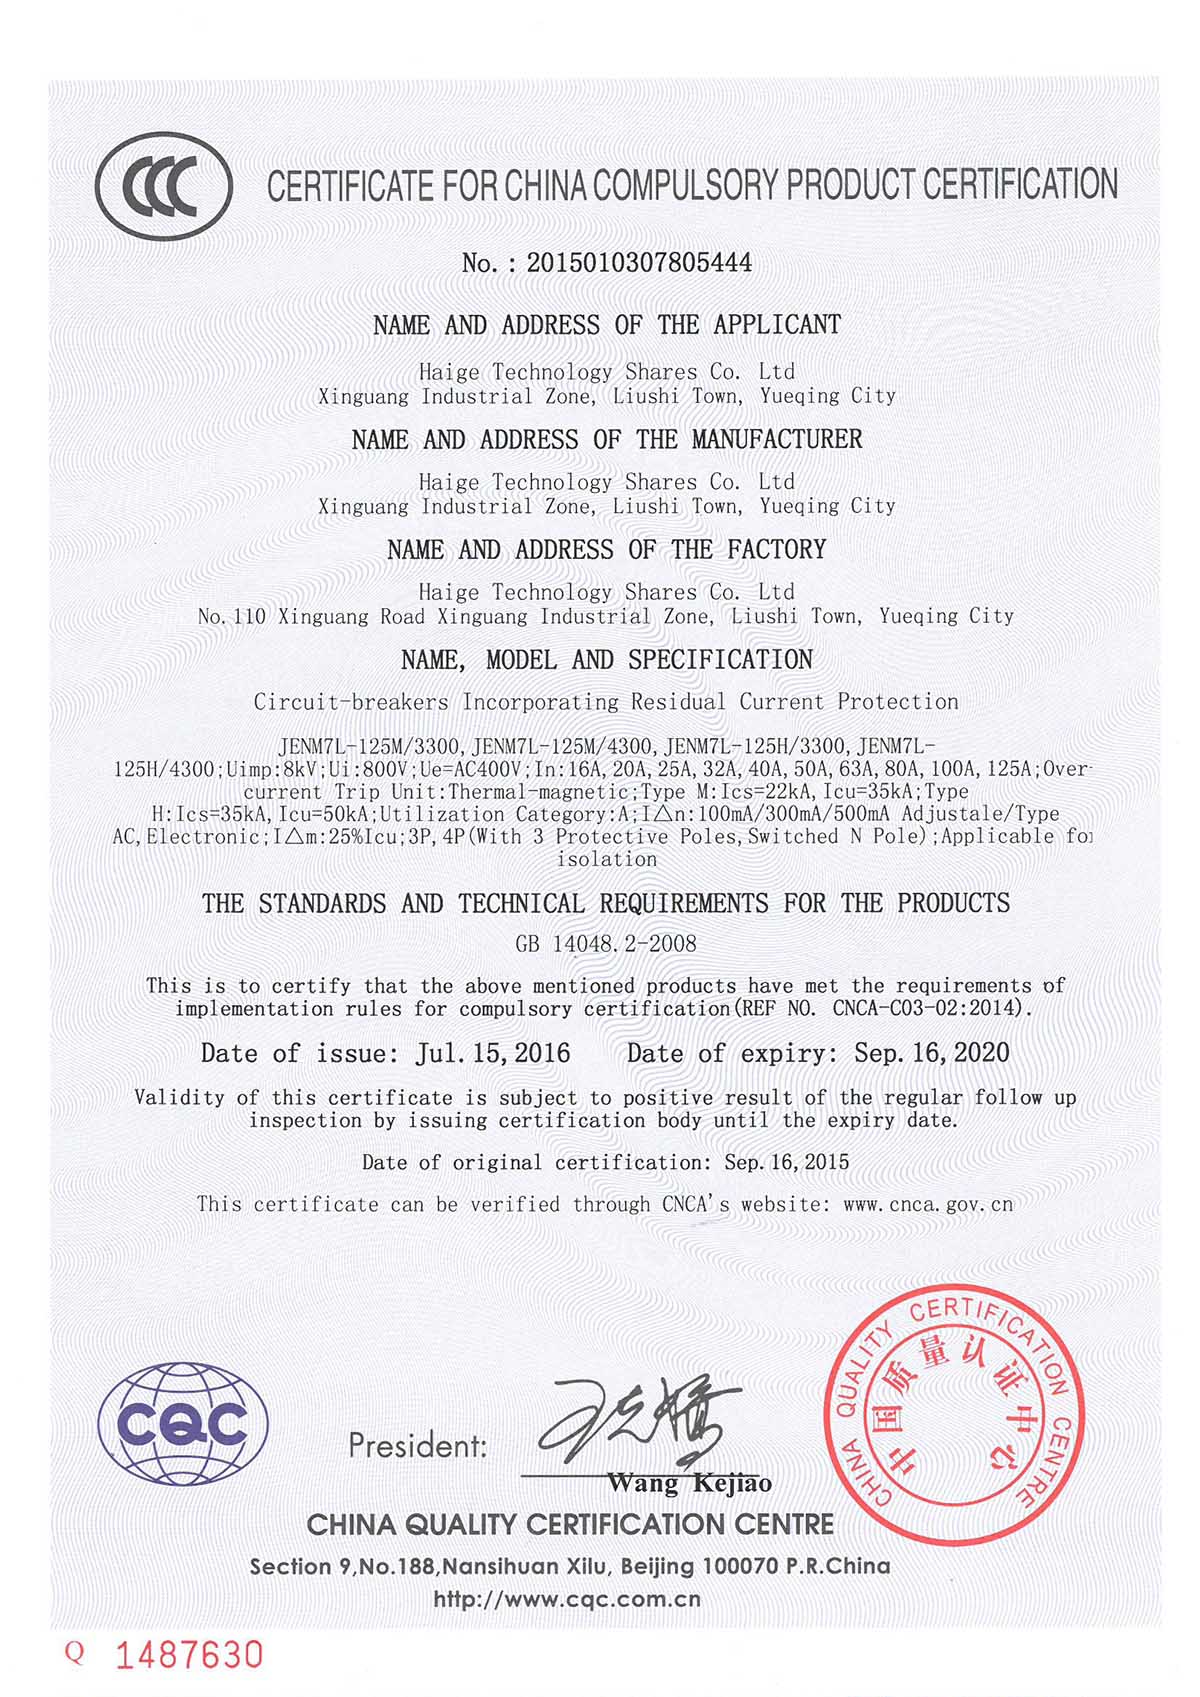 CCC
CERTIFICATE FOR CHINA COMPULSORY PRODUCT CERTIFICATION
No. : 2015010307805444
NAME AND ADDRESS OF THE APPLICANT
Haige Technology Shares Co. Ltd
Xinguang Industrial Zone, Liushi Town, Yueqing City
NAME AND ADDRESS OF THE MANUFACTURER
Haige Technology Shares Co. Ltd
Xinguang Industrial Zone, Liushi Town, Yueqing City
NAME AND ADDRESS OF THE FACTORY
Haige Technology Shares Co. Ltd
No.110 Xinguang Road Xinguang Industrial Zone, Liushi Town, Yueqing City
NAME, MODEL AND SPECIFICATION
Circuit-breakers Incorporating Residual Current Protection
JENM7L-125M/3300, JENM7L-125M/4300, JENM7L-125H/3300, JENM7L-
125H/4300;Uimp:8kV;Ui:800V;Ue=AC400V;In:16A, 20A, 25A, 32A, 40A, 50A, 63A, 80A, 100A, 125A;Over-
current Trip Unit:Thermal-magnetic;Type M:Ics=22kA, Icu=35kA;Type
H:Ics=35kA, Icu=50kA;Utilization Category:A;I△n:100mA/300mA/500mA Adjustale/Type
AC, Electronic;I△m:25%Icu;3P, 4P(With 3 Protective Poles, Switched N Pole);Applicable for
isolation
THE STANDARDS AND TECHNICAL REQUIREMENTS FOR THE PRODUCTS
GB 14048.2-2008
This is to certify that the above mentioned products have met the requirements of
implementation rules for compulsory certification(REF NO. CNCA-C03-02:2014).
Date of issue: Jul.15,2016 Date of expiry: Sep.16,2020
Validity of this certificate is subject to positive result of the regular follow up
inspection by issuing certification body until the expiry date.
Date of original certification: Sep.16,2015
This certificate can be verified through CNCA's website: www.cnca.gov.cn
CHINA QUALITY CERTIFICATION CENTRE
中国质量认证中心
CQC
President:
王克娇
Wang Kejiao
CHINA QUALITY CERTIFICATION CENTRE
Section 9,No.188,Nansihuan Xilu, Beijing 100070 P.R.China
http://www.cqc.com.cn
Q 1487630